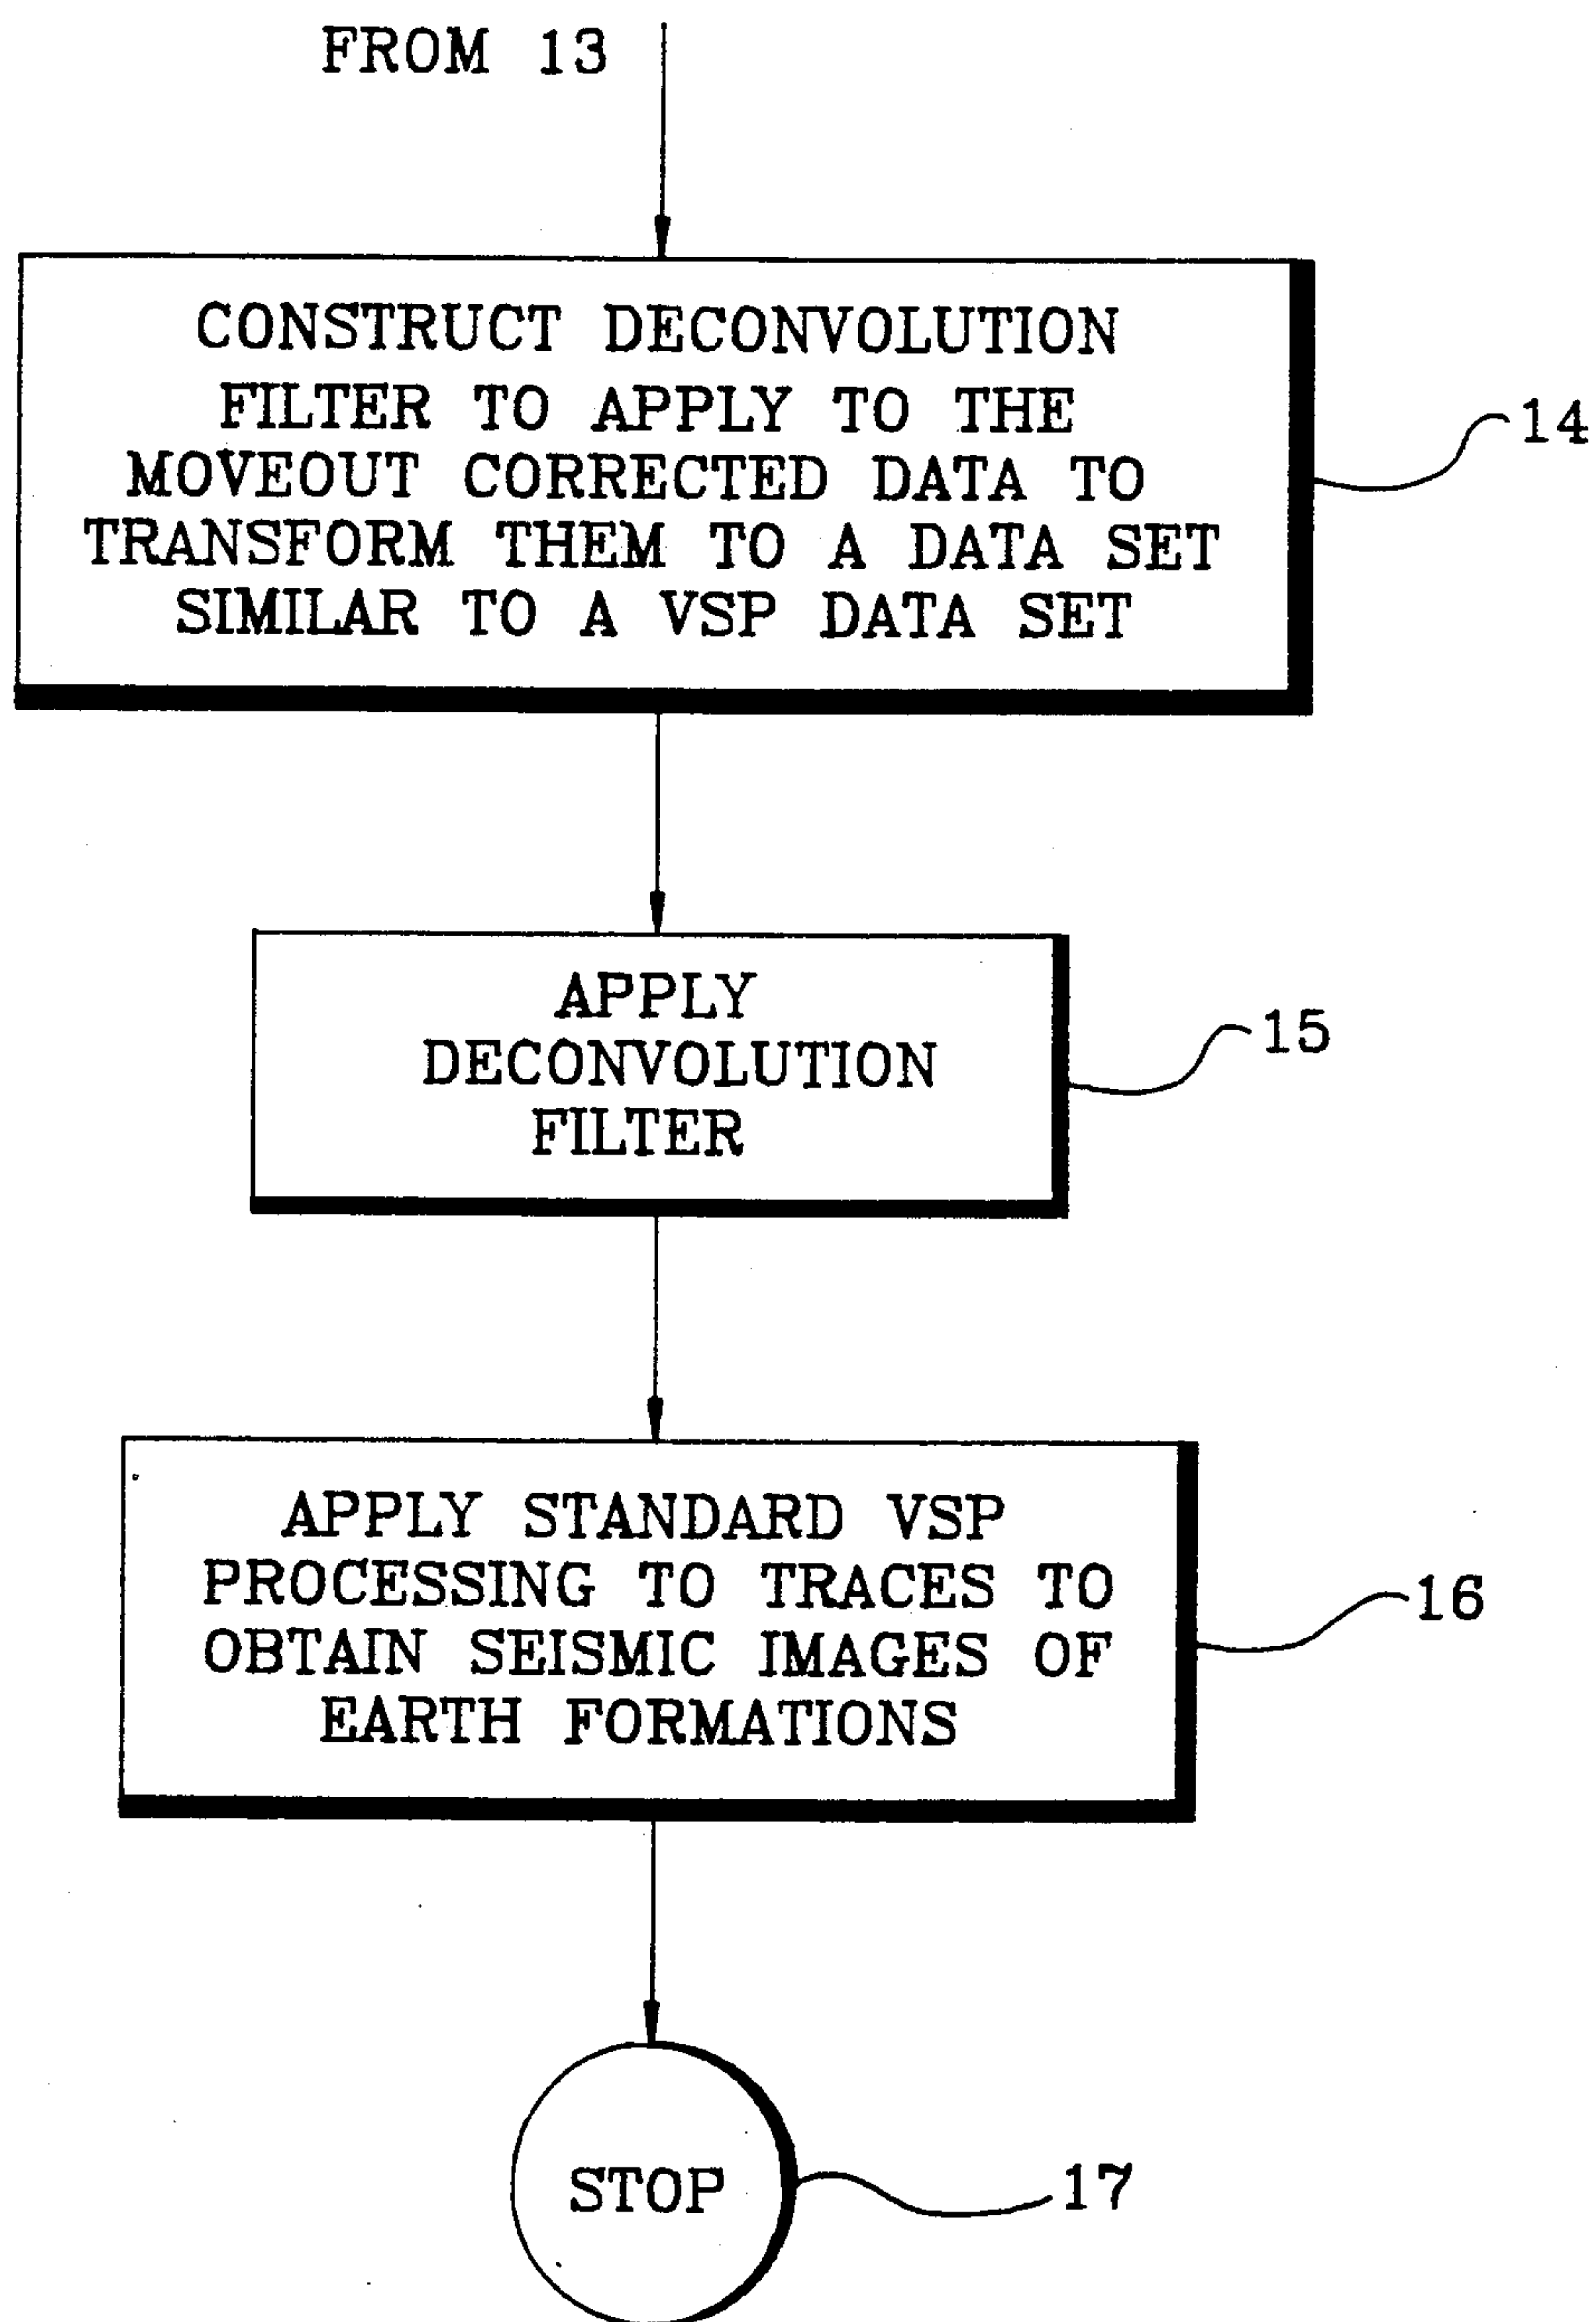 FROM 13
CONSTRUCT DECONVOLUTION
FILTER TO APPLY TO THE
MOVEOUT CORRECTED DATA TO
TRANSFORM THEM TO A DATA SET
SIMILAR TO A VSP DATA SET
14
APPLY
DECONVOLUTION
FILTER
15
APPLY STANDARD VSP
PROCESSING TO TRACES TO
OBTAIN SEISMIC IMAGES OF
EARTH FORMATIONS
16
STOP
17